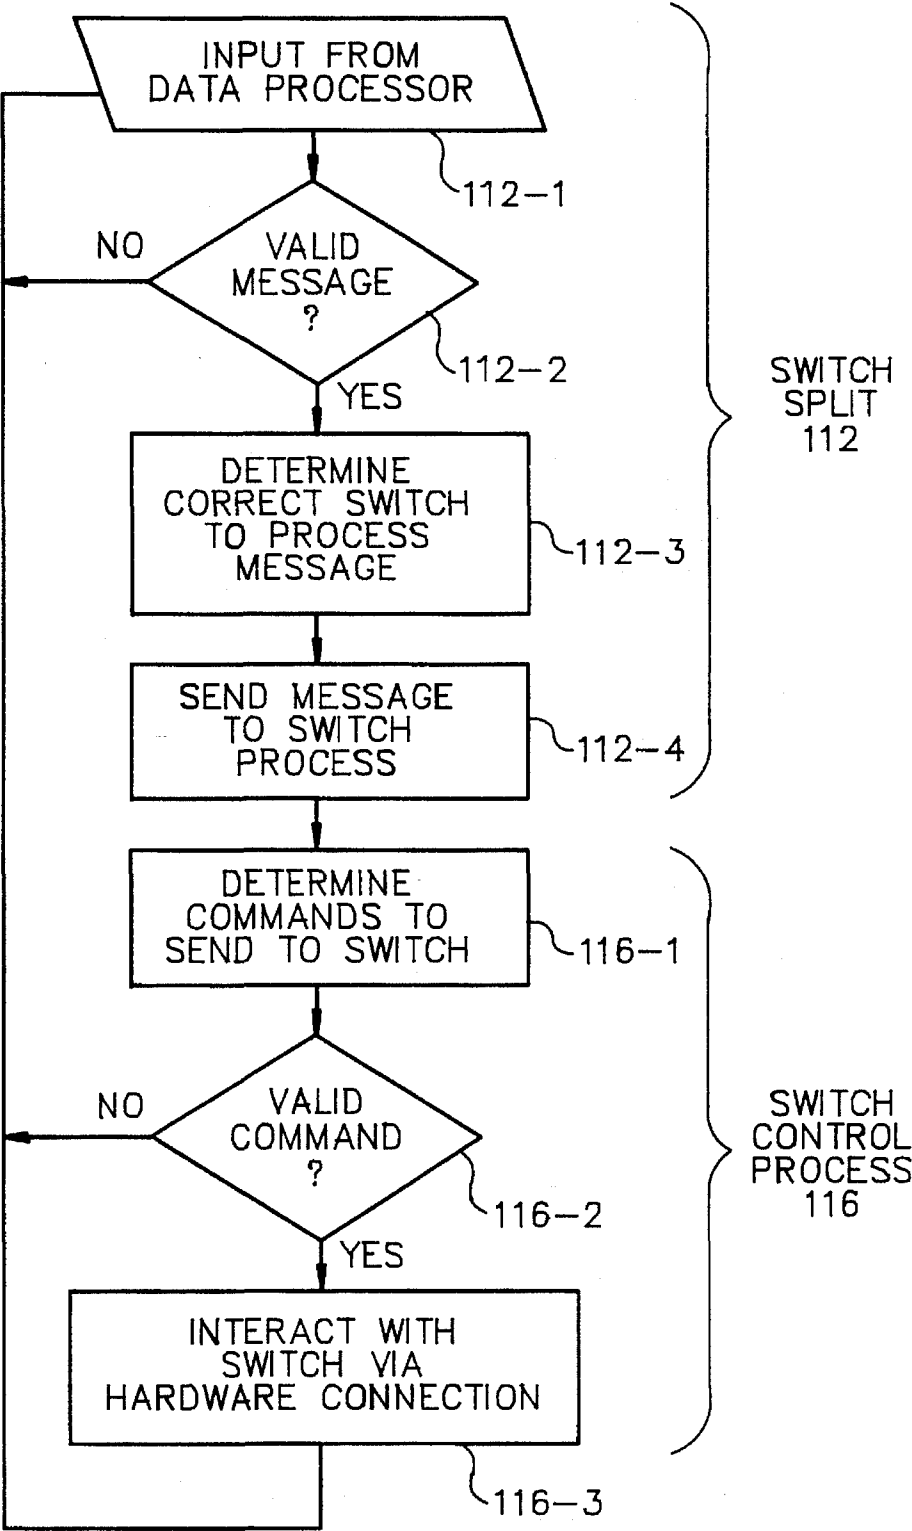 INPUT FROM
DATA PROCESSOR
112-1
NO
VALID
MESSAGE
?
112-2
YES
DETERMINE
CORRECT SWITCH
TO PROCESS
MESSAGE
112-3
SEND MESSAGE
TO SWITCH
PROCESS
112-4
SWITCH
SPLIT
112
DETERMINE
COMMANDS TO
SEND TO SWITCH
116-1
NO
VALID
COMMAND
?
116-2
YES
INTERACT WITH
SWITCH VIA
HARDWARE CONNECTION
116-3
SWITCH
CONTROL
PROCESS
116